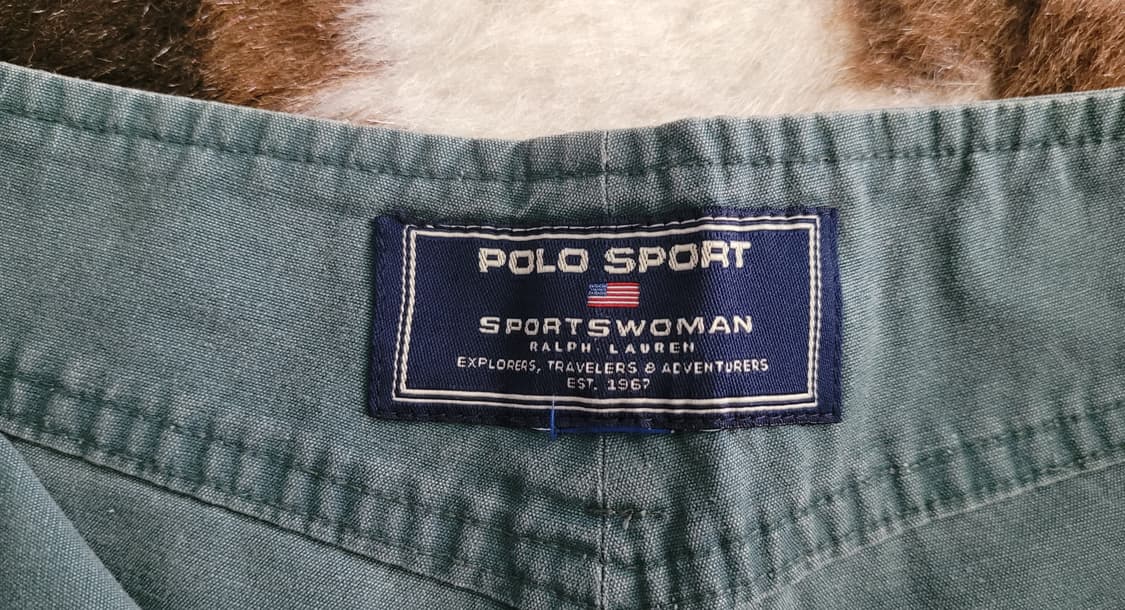 POLO SPORT
SPORTSWOMAN
RALPH LAUREN
EXPLORERS, TRAVELERS & ADVENTURERS
EST. 1967